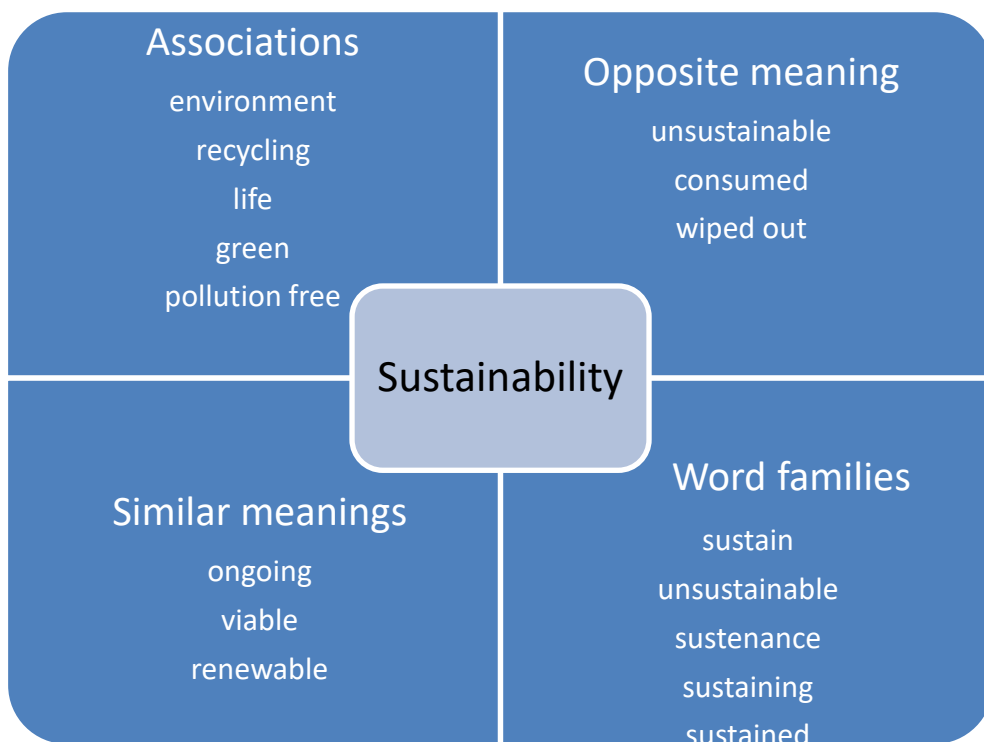 Associations
environment
recycling
life
green
pollution free
Opposite meaning
unsustainable
consumed
wiped out
Sustainability
Similar meanings
ongoing
viable
renewable
Word families
sustain
unsustainable
sustenance
sustaining
sustained